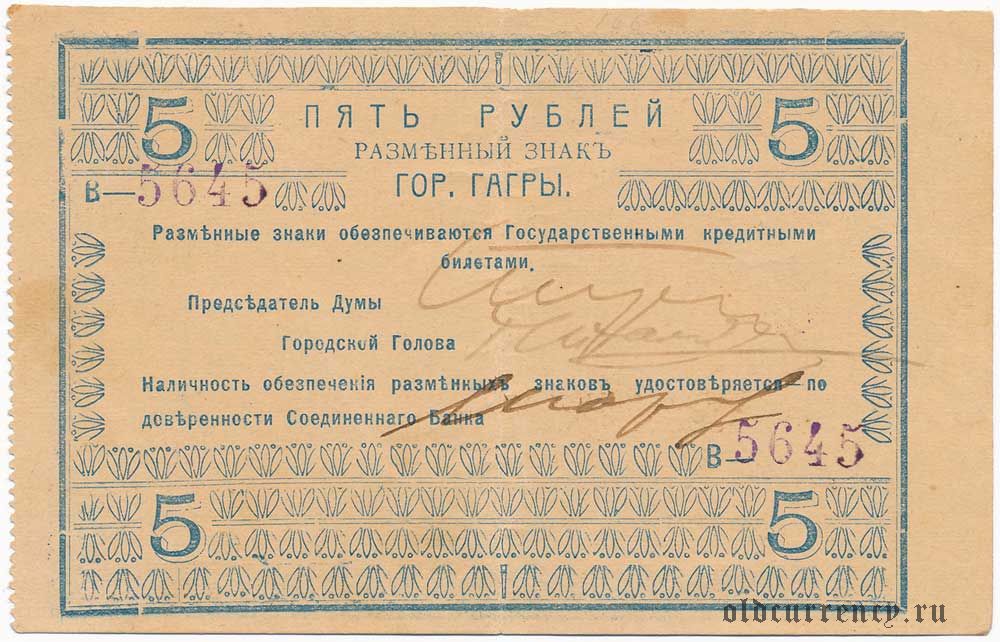 5 5
ПЯТЬ РУБЛЕЙ
РАЗМѢННЫЙ ЗНАКЪ
В—5645
ГОР. ГАГРЫ.
Размѣнные знаки обезпечиваются Государственными кредитными
билетами.
Предсѣдатель Думы
Городской Голова
Наличность обезпеченія размѣнныхъ знаковъ удостовѣряется по
довѣренности Соединеннаго Банка
В—5645
5 5
oldcurrency.ru